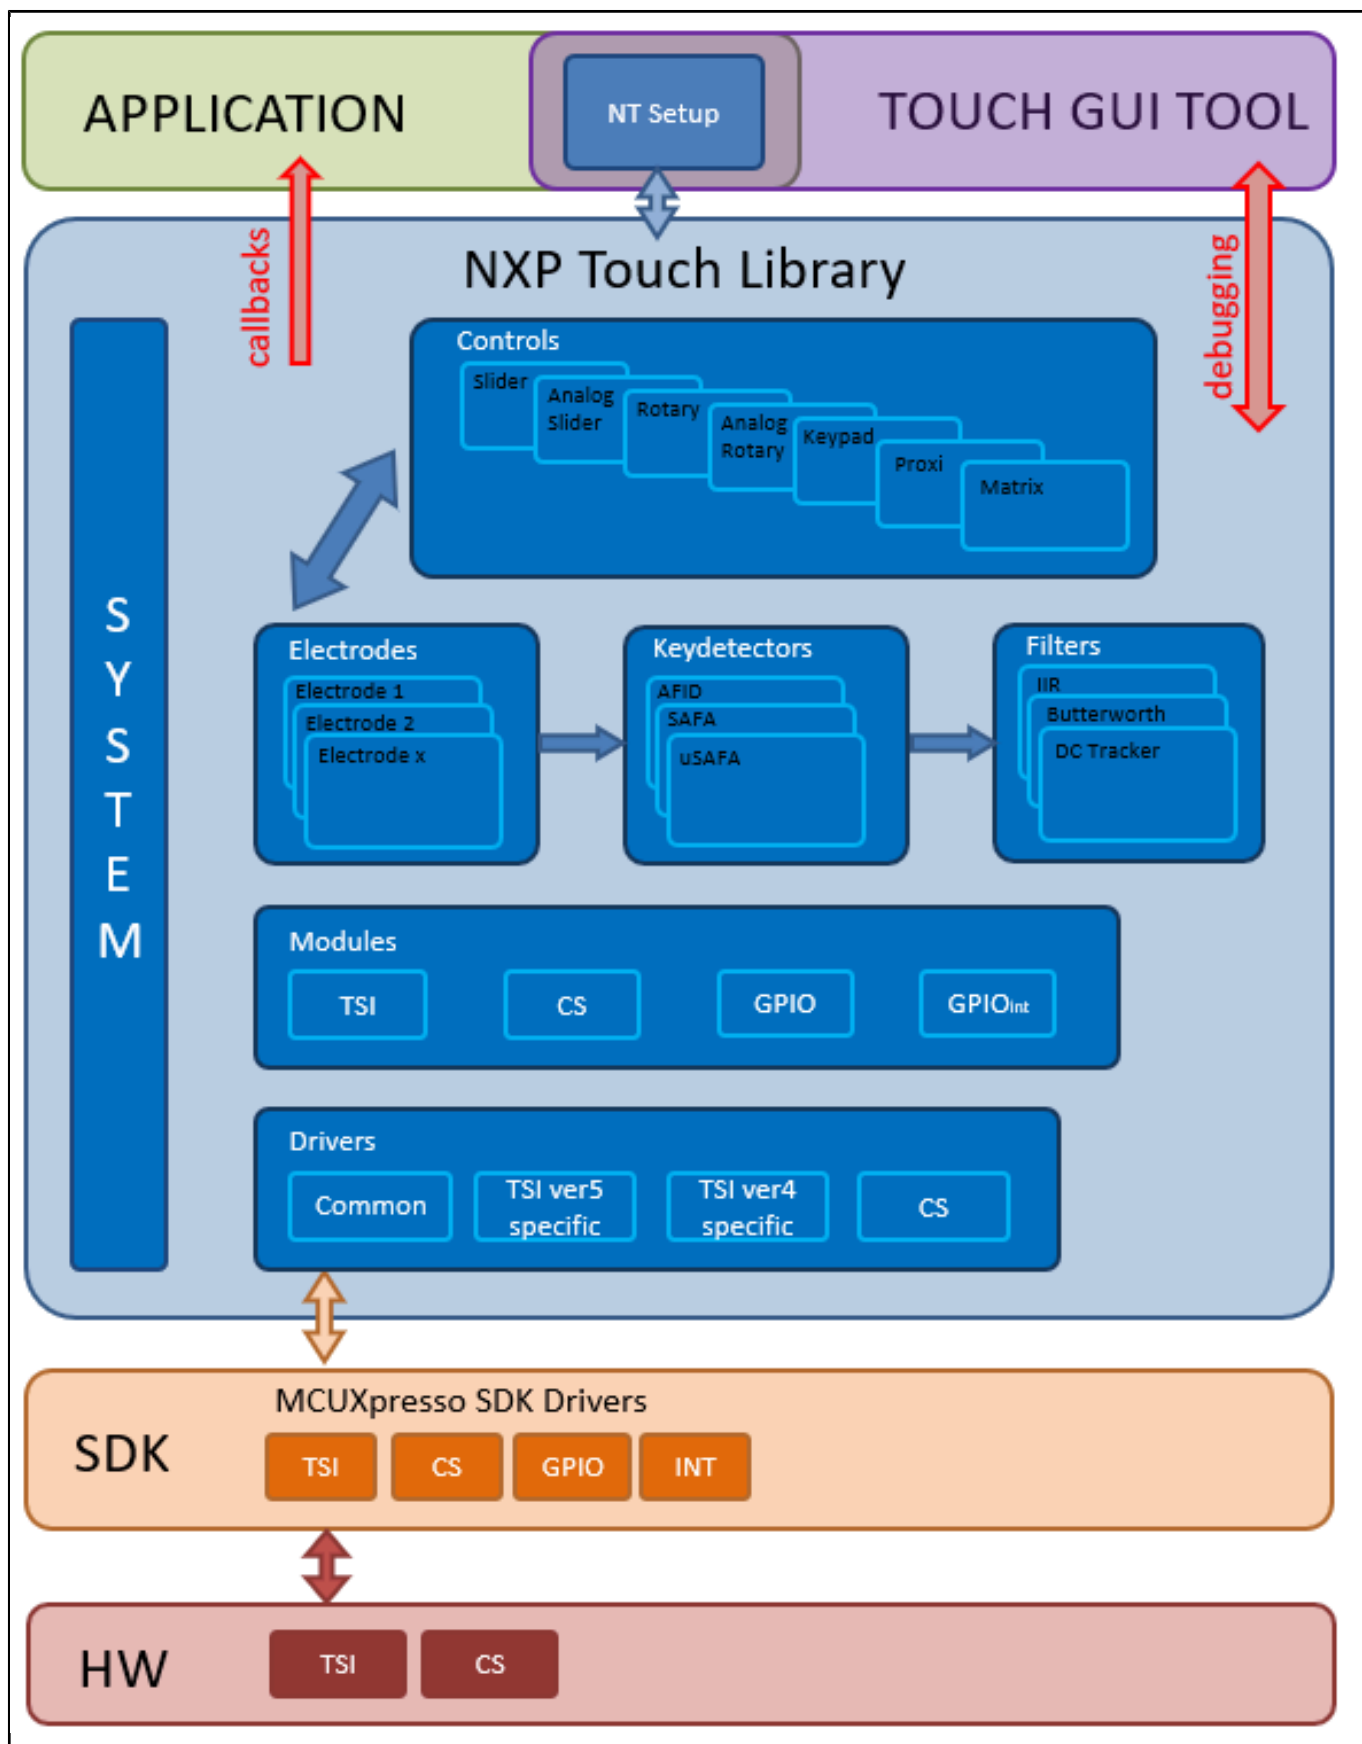 APPLICATION
NT Setup
TOUCH GUI TOOL
callbacks
debugging
NXP Touch Library
SYSTEM
Controls
Slider
Analog
Slider
Rotary
Analog
Rotary
Keypad
Proxi
Matrix
Electrodes
Electrode 1
Electrode 2
Electrode x
Keydetectors
AFID
SAFA
uSAFA
Filters
IIR
Butterworth
DC Tracker
Modules
TSI
CS
GPIO
GPIOint
Drivers
Common
TSI ver5
specific
TSI ver4
specific
CS
SDK
MCUXpresso SDK Drivers
TSI
CS
GPIO
INT
HW
TSI
CS